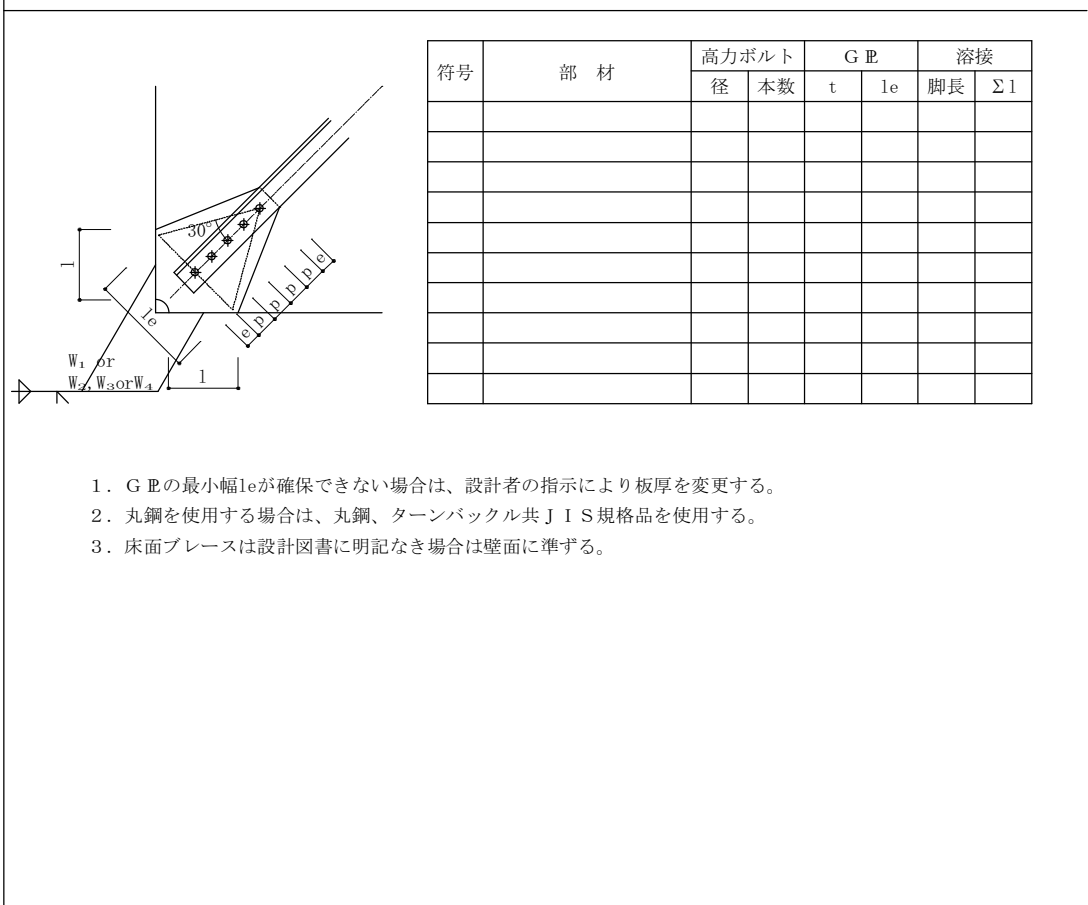 符号 部 材 高力ボルト G ℙL 溶接
径 本数 t le 脚長 Σl
30°
l
le
e p p p p e
W₁ or
W₂,W₃orW₄
l
1．G PLの最小幅leが確保できない場合は、設計者の指示により板厚を変更する。
2．丸鋼を使用する場合は、丸鋼、ターンバックル共ＪＩＳ規格品を使用する。
3．床面ブレースは設計図書に明記なき場合は壁面に準ずる。